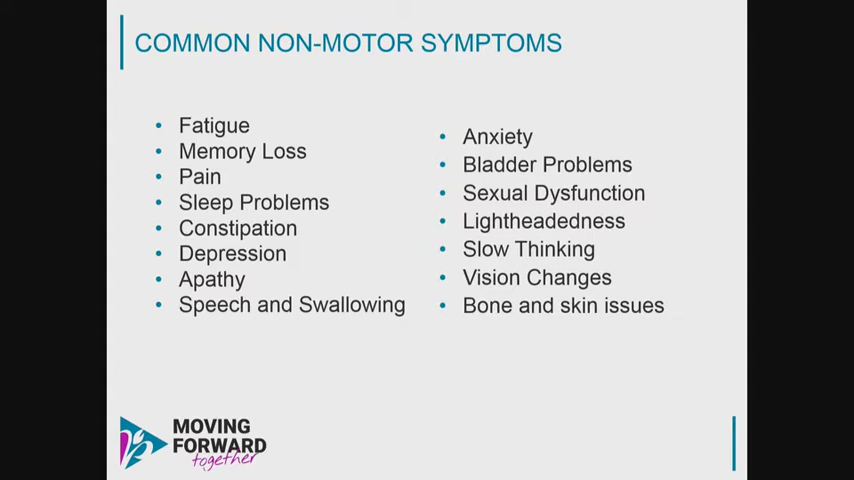 COMMON NON-MOTOR SYMPTOMS
• Fatigue
• Memory Loss
• Pain
• Sleep Problems
• Constipation
• Depression
• Apathy
• Speech and Swallowing
• Anxiety
• Bladder Problems
• Sexual Dysfunction
• Lightheadedness
• Slow Thinking
• Vision Changes
• Bone and skin issues
MOVING
FORWARD
together